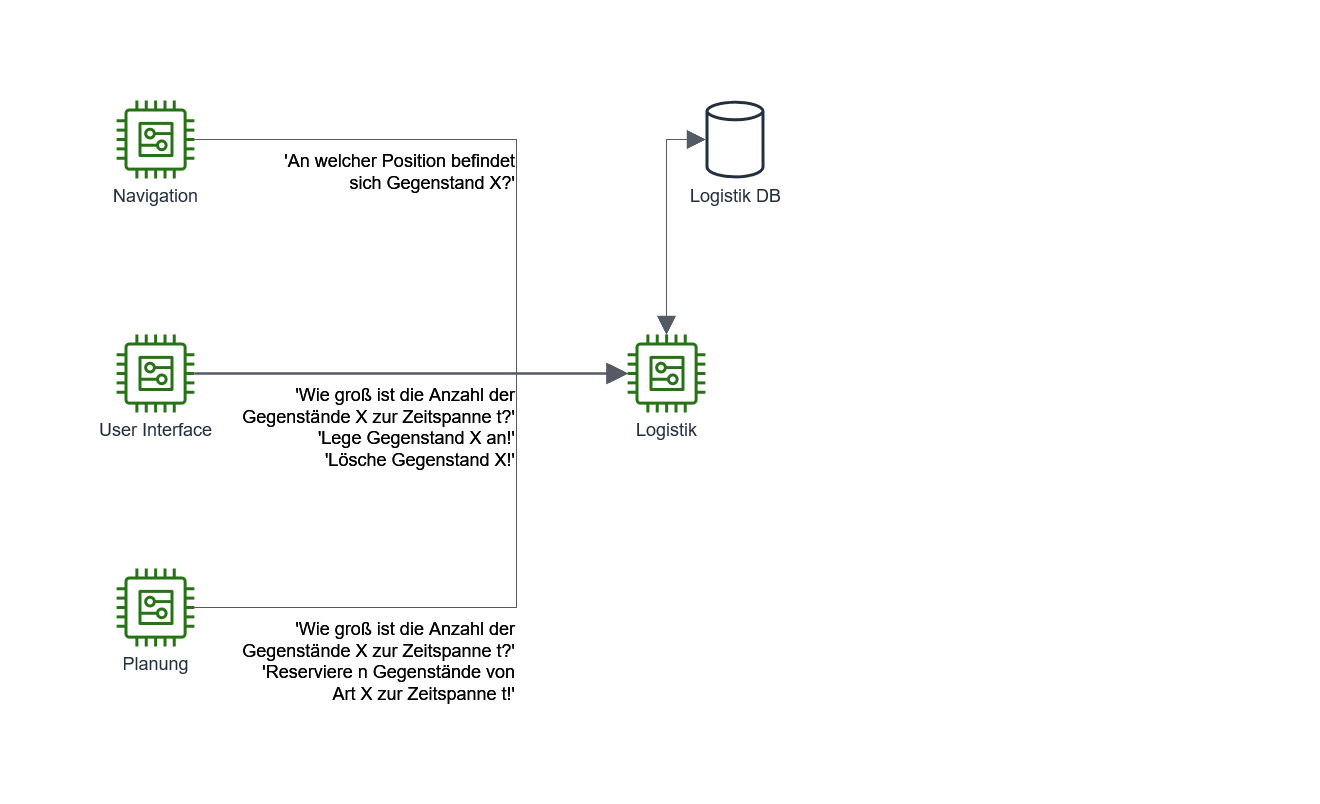 'An welcher Position befindet
sich Gegenstand X?'
Navigation
Logistik DB
'Wie groß ist die Anzahl der
Gegenstände X zur Zeitspanne t?'
'Lege Gegenstand X an!'
'Lösche Gegenstand X!'
User Interface
Logistik
'Wie groß ist die Anzahl der
Gegenstände X zur Zeitspanne t?'
'Reserviere n Gegenstände von
Art X zur Zeitspanne t!'
Planung